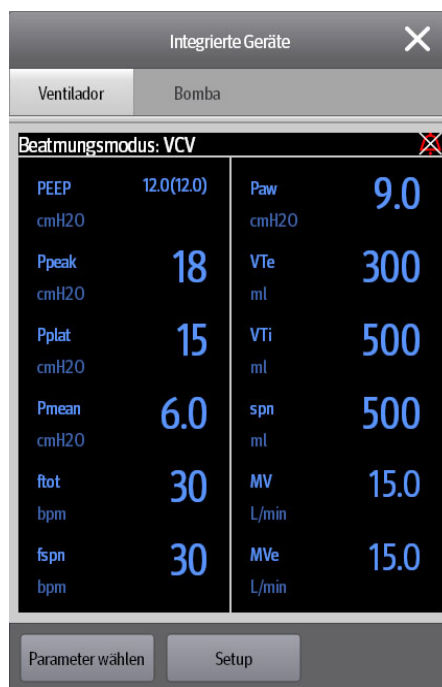 Integrierte Geräte
Ventilador Bomba
Beatmungsmodus: VCV
PEEP 12.0(12.0)
cmH2O
Ppeak 18
cmH2O
Pplat 15
cmH2O
Pmean 6.0
cmH2O
ftot 30
bpm
fspn 30
bpm
Paw 9.0
cmH2O
VTe 300
ml
VTi 500
ml
spn 500
ml
MV 15.0
L/min
MVe 15.0
L/min
Parameter wählen Setup